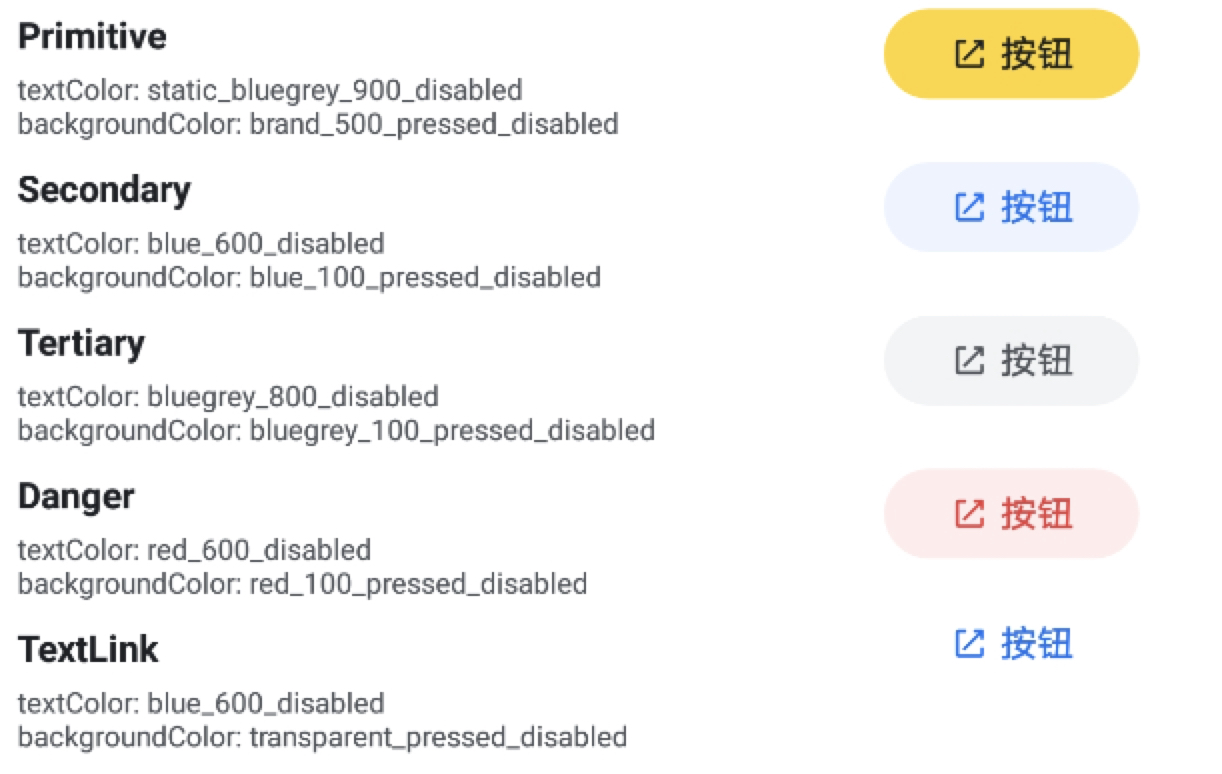 Primitive
按钮
textColor: static_bluegrey_900_disabled
backgroundColor: brand_500_pressed_disabled
Secondary
按钮
textColor: blue_600_disabled
backgroundColor: blue_100_pressed_disabled
Tertiary
按钮
textColor: bluegrey_800_disabled
backgroundColor: bluegrey_100_pressed_disabled
Danger
按钮
textColor: red_600_disabled
backgroundColor: red_100_pressed_disabled
TextLink
按钮
textColor: blue_600_disabled
backgroundColor: transparent_pressed_disabled